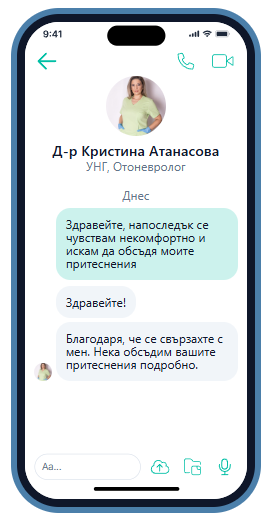 9:41
Д-р Кристина Атанасова
УНГ, Отоневролог
Днес
Здравейте, напоследък се
чувствам некомфортно и
искам да обсъдя моите
притеснения
Здравейте!
Благодаря, че се свързахте с
мен. Нека обсъдим вашите
притеснения подробно.
Aa...